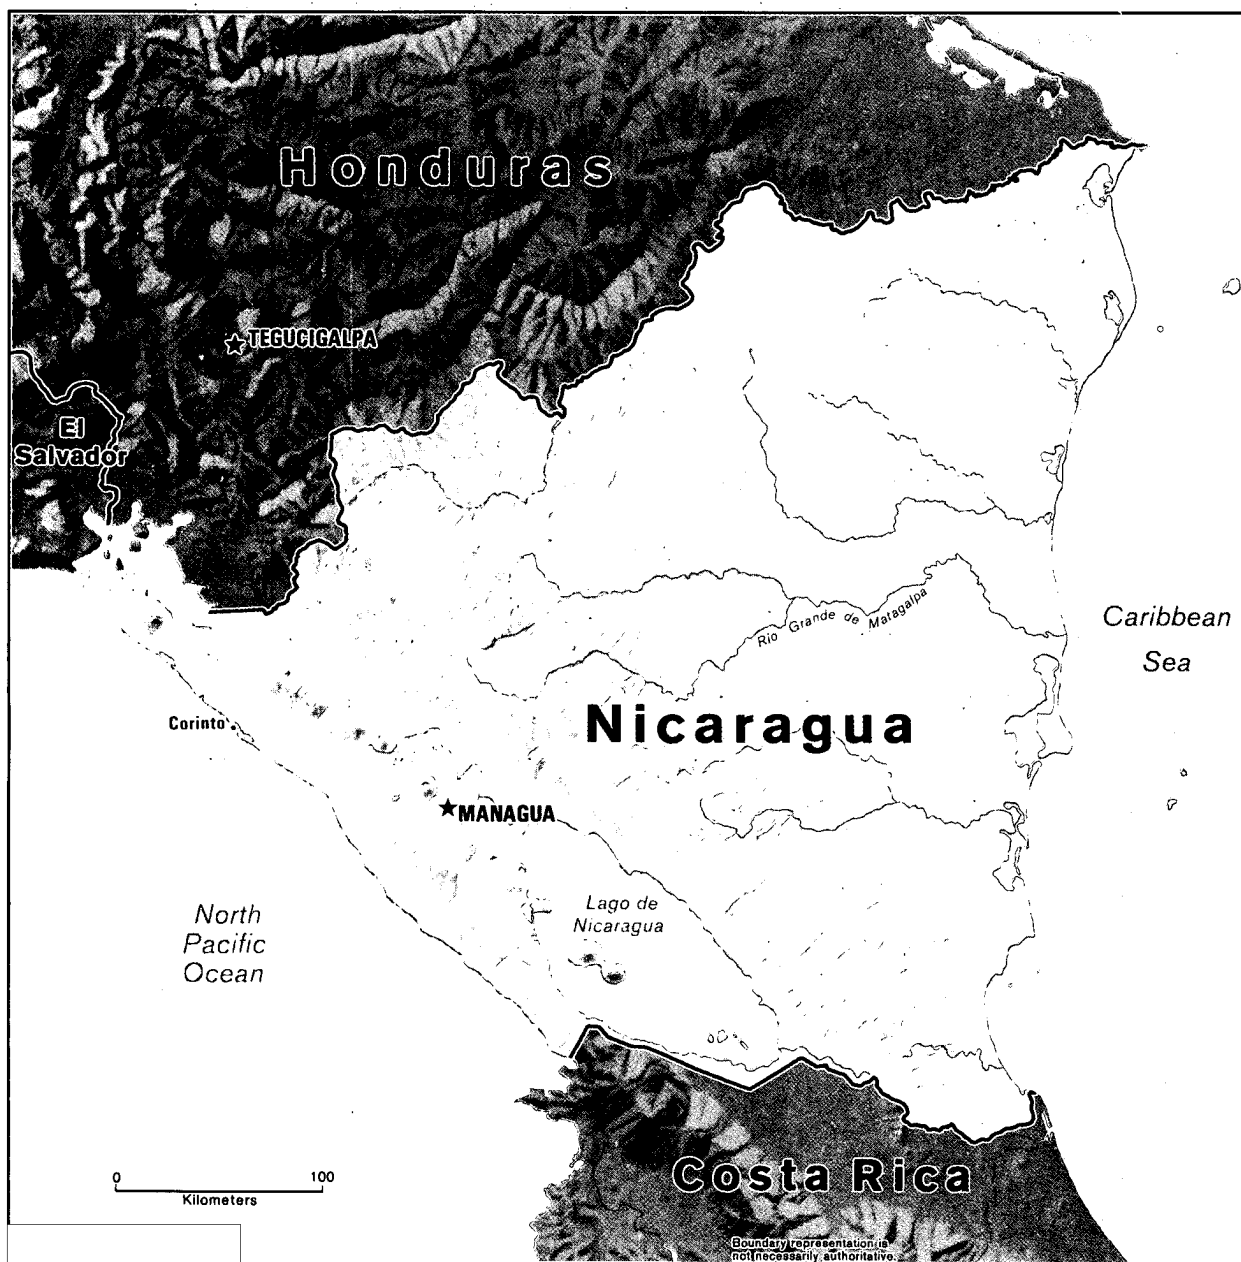 Honduras
TEGUCIGALPA
El
Salvador
Rio Grande de Matagalpa
Caribbean
Sea
Corinto
Nicaragua
MANAGUA
Lago de
Nicaragua
North
Pacific
Ocean
Costa Rica
0 100
Kilometers
Boundary representation is
not necessarily authoritative.